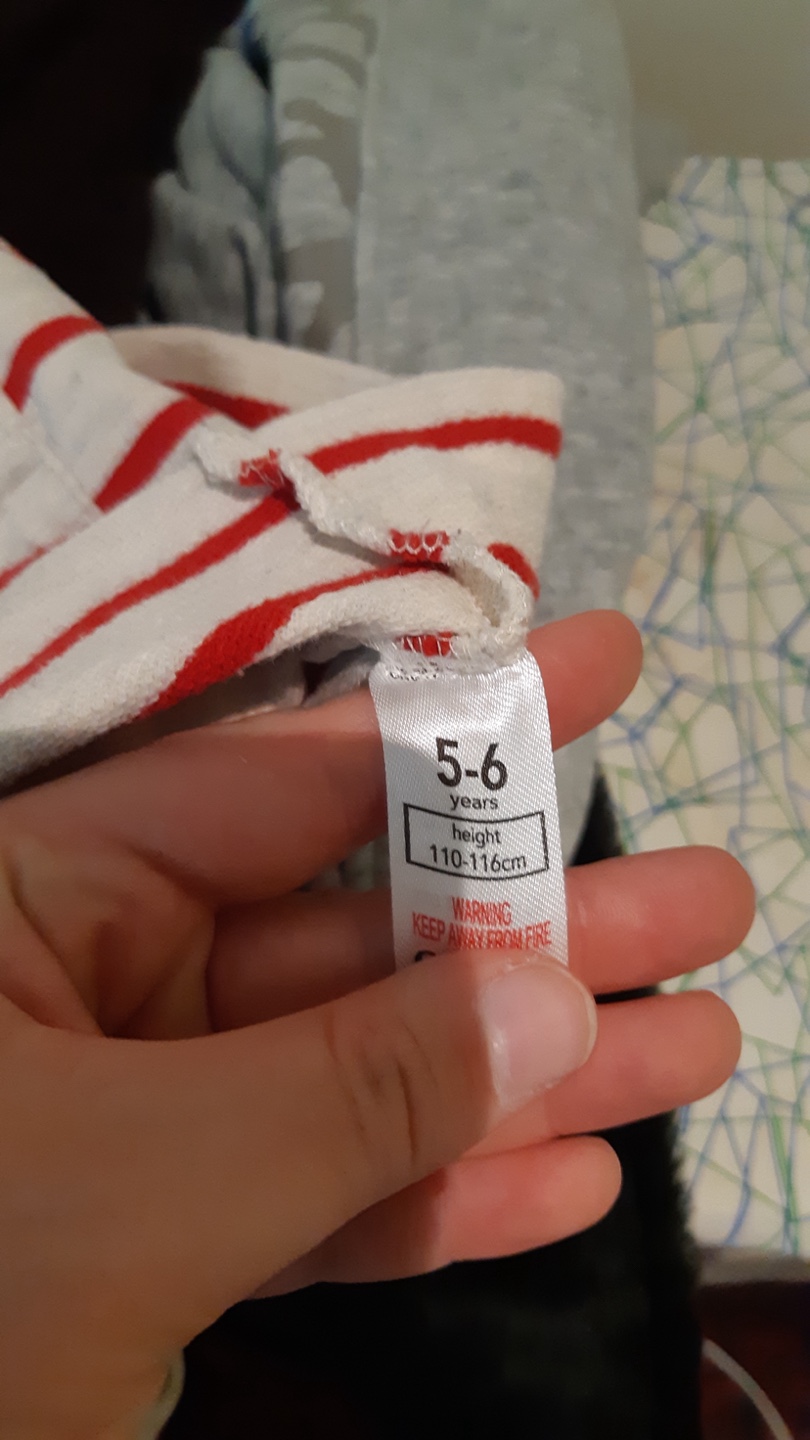 5-6
years
height
110-116cm
WARNING
KEEP AWAY FROM FIRE